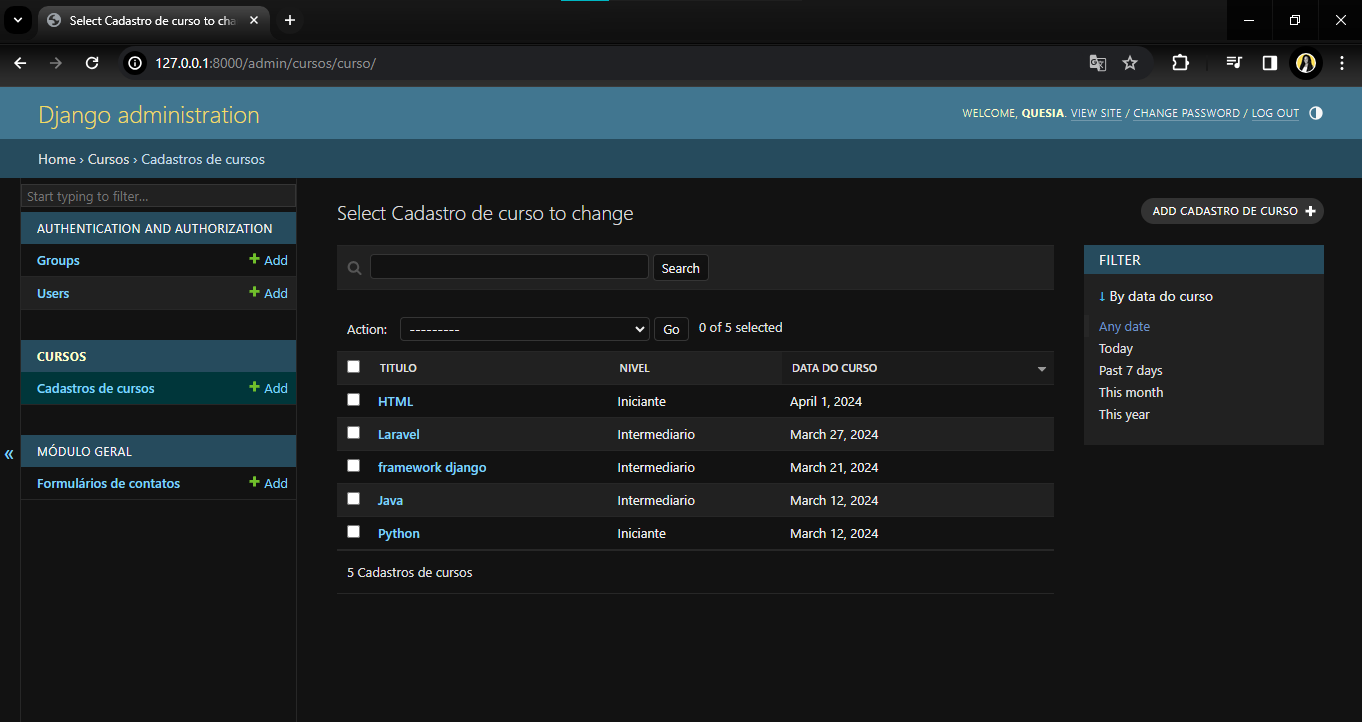 Select Cadastro de curso to cha
127.0.0.1:8000/admin/cursos/curso/
Django administration
WELCOME, QUESIA. VIEW SITE / CHANGE PASSWORD / LOG OUT
Home › Cursos › Cadastros de cursos
Start typing to filter...
AUTHENTICATION AND AUTHORIZATION
Groups + Add
Users + Add
CURSOS
Cadastros de cursos + Add
MÓDULO GERAL
Formulários de contatos + Add
«
Select Cadastro de curso to change
ADD CADASTRO DE CURSO +
Search
Action: --------- Go 0 of 5 selected
TITULO NIVEL DATA DO CURSO
HTML Iniciante April 1, 2024
Laravel Intermediario March 27, 2024
framework django Intermediario March 21, 2024
Java Intermediario March 12, 2024
Python Iniciante March 12, 2024
5 Cadastros de cursos
FILTER
↓ By data do curso
Any date
Today
Past 7 days
This month
This year